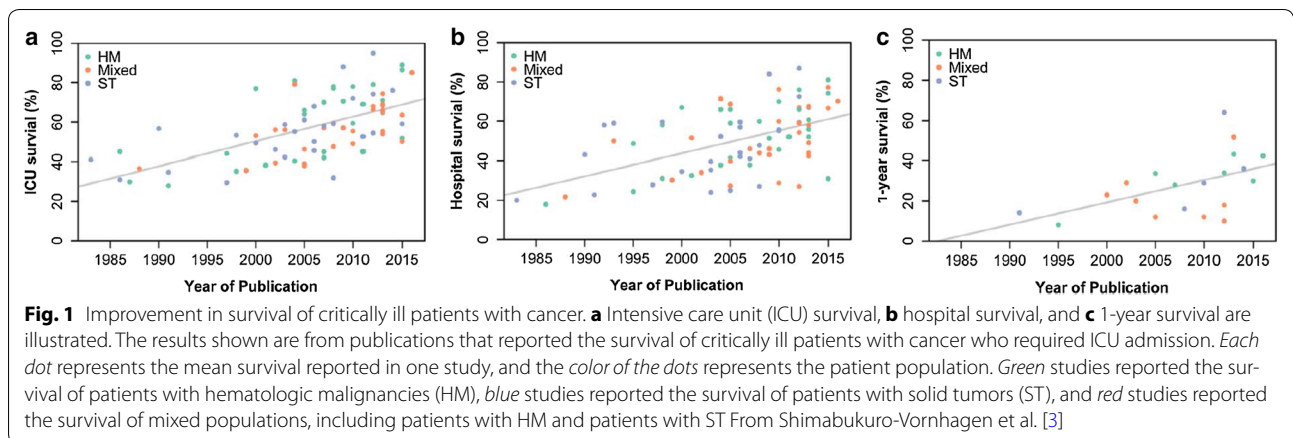 a
100
80
60
40
20
0
ICU survial (%)
HM
Mixed
ST
1985 1990 1995 2000 2005 2010 2015
Year of Publication
b
100
80
60
40
20
0
Hospital survial (%)
HM
Mixed
ST
1985 1990 1995 2000 2005 2010 2015
Year of Publication
c
100
80
60
40
20
0
1-year survial (%)
HM
Mixed
ST
1985 1990 1995 2000 2005 2010 2015
Year of Publication
Fig. 1 Improvement in survival of critically ill patients with cancer. a Intensive care unit (ICU) survival, b hospital survival, and c 1-year survival are
illustrated. The results shown are from publications that reported the survival of critically ill patients with cancer who required ICU admission. Each
dot represents the mean survival reported in one study, and the color of the dots represents the patient population. Green studies reported the sur-
vival of patients with hematologic malignancies (HM), blue studies reported the survival of patients with solid tumors (ST), and red studies reported
the survival of mixed populations, including patients with HM and patients with ST From Shimabukuro-Vornhagen et al. [3]